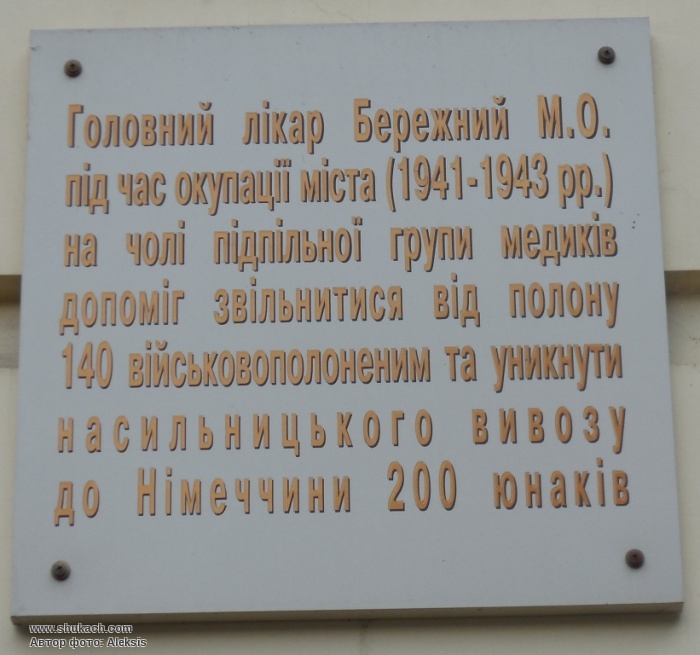 Головний лікар Бережний М.О.
під час окупації міста (1941-1943 рр.)
на чолі підпільної групи медиків
допоміг звільнитися від полону
140 військовополоненим та уникнути
насильницького вивозу
до Німеччини 200 юнаків
www.shukach.com
Автор фото: Aleksis